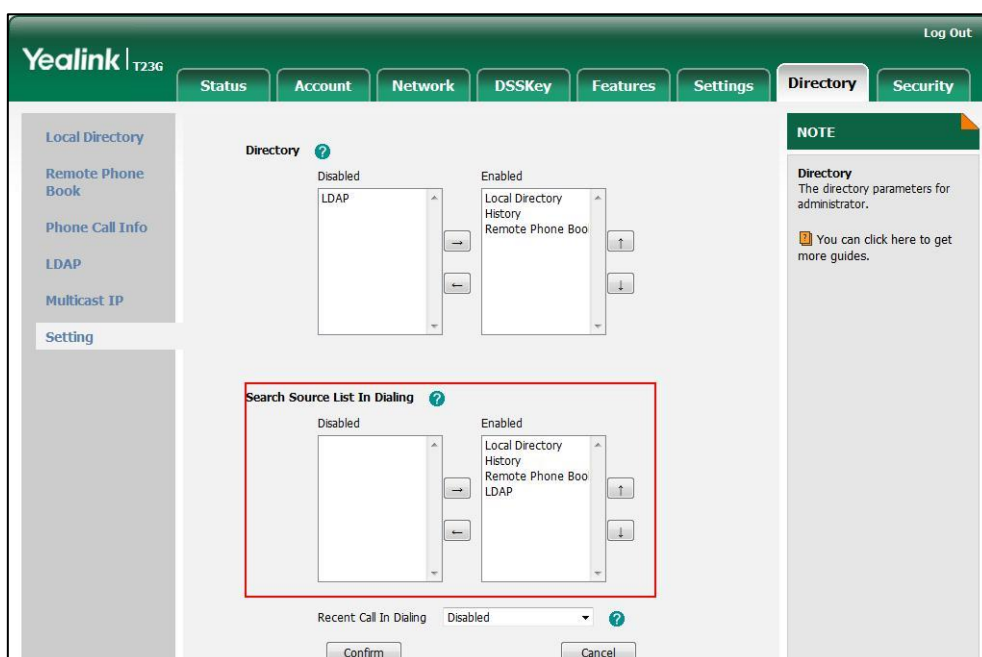 Log Out
Yealink T23G
Status Account Network DSSKey Features Settings Directory Security
Local Directory
Remote Phone
Book
Phone Call Info
LDAP
Multicast IP
Setting
Directory ?
Disabled Enabled
LDAP
Local Directory
History
Remote Phone Boo
→
←
↑
↓
Search Source List In Dialing ?
Disabled Enabled
Local Directory
History
Remote Phone Boo
LDAP
→
←
↑
↓
Recent Call In Dialing Disabled ?
Confirm Cancel
NOTE
Directory
The directory parameters for
administrator.
? You can click here to get
more guides.